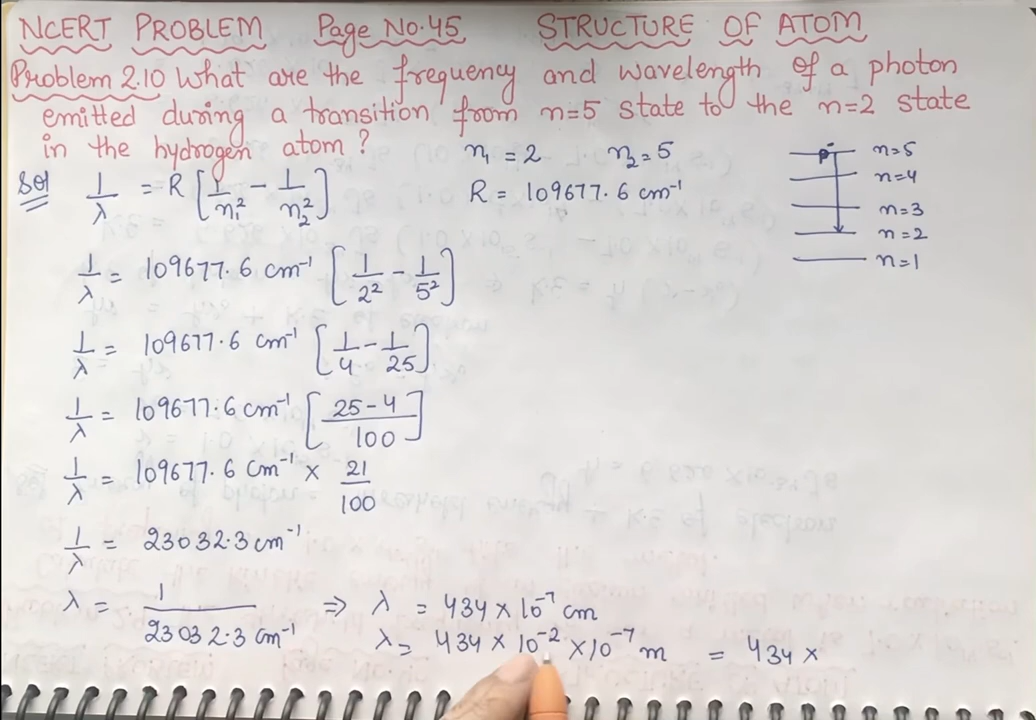 NCERT PROBLEM Page No. 45 STRUCTURE OF ATOM
Problem 2.10 What are the frequency and wavelength of a photon
emitted during a transition from n=5 state to the n=2 state
in the hydrogen atom ?
n₁ = 2 n₂ = 5
Sol 1/λ = R [1/n₁² - 1/n₂²]
R = 109677.6 cm⁻¹
n=5
n=4
n=3
n=2
n=1
1/λ = 109677.6 cm⁻¹ [1/2² - 1/5²]
1/λ = 109677.6 cm⁻¹ [1/4 - 1/25]
1/λ = 109677.6 cm⁻¹ [25-4/100]
1/λ = 109677.6 cm⁻¹ × 21/100
1/λ = 23032.3 cm⁻¹
λ = 1/23032.3 cm⁻¹ ⇒ λ = 434 × 10⁻⁷ cm
λ = 434 × 10⁻² × 10⁻⁷ m = 434 ×